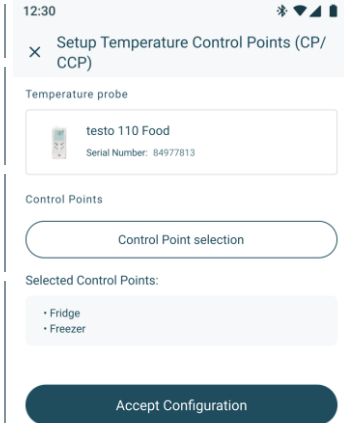 12:30
Setup Temperature Control Points (CP/
CCP)
Temperature probe
testo 110 Food
Serial Number: 84977813
Control Points
Control Point selection
Selected Control Points:
• Fridge
• Freezer
Accept Configuration